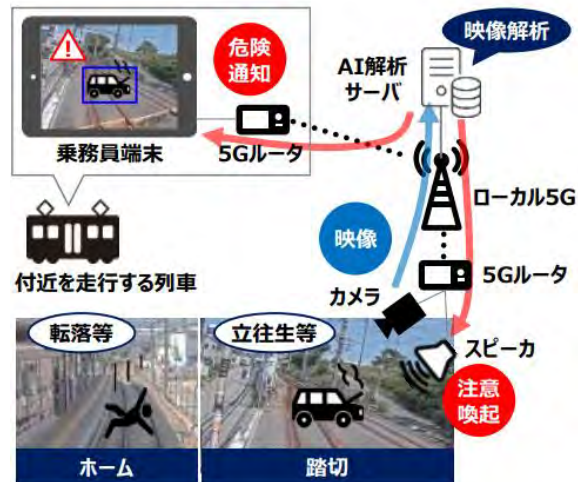 危険
通知
映像解析
AI解析
サーバ
乗務員端末
5Gルータ
ローカル5G
映像
5Gルータ
付近を走行する列車
カメラ
転落等
立往生等
スピーカ
注意
喚起
ホーム
踏切